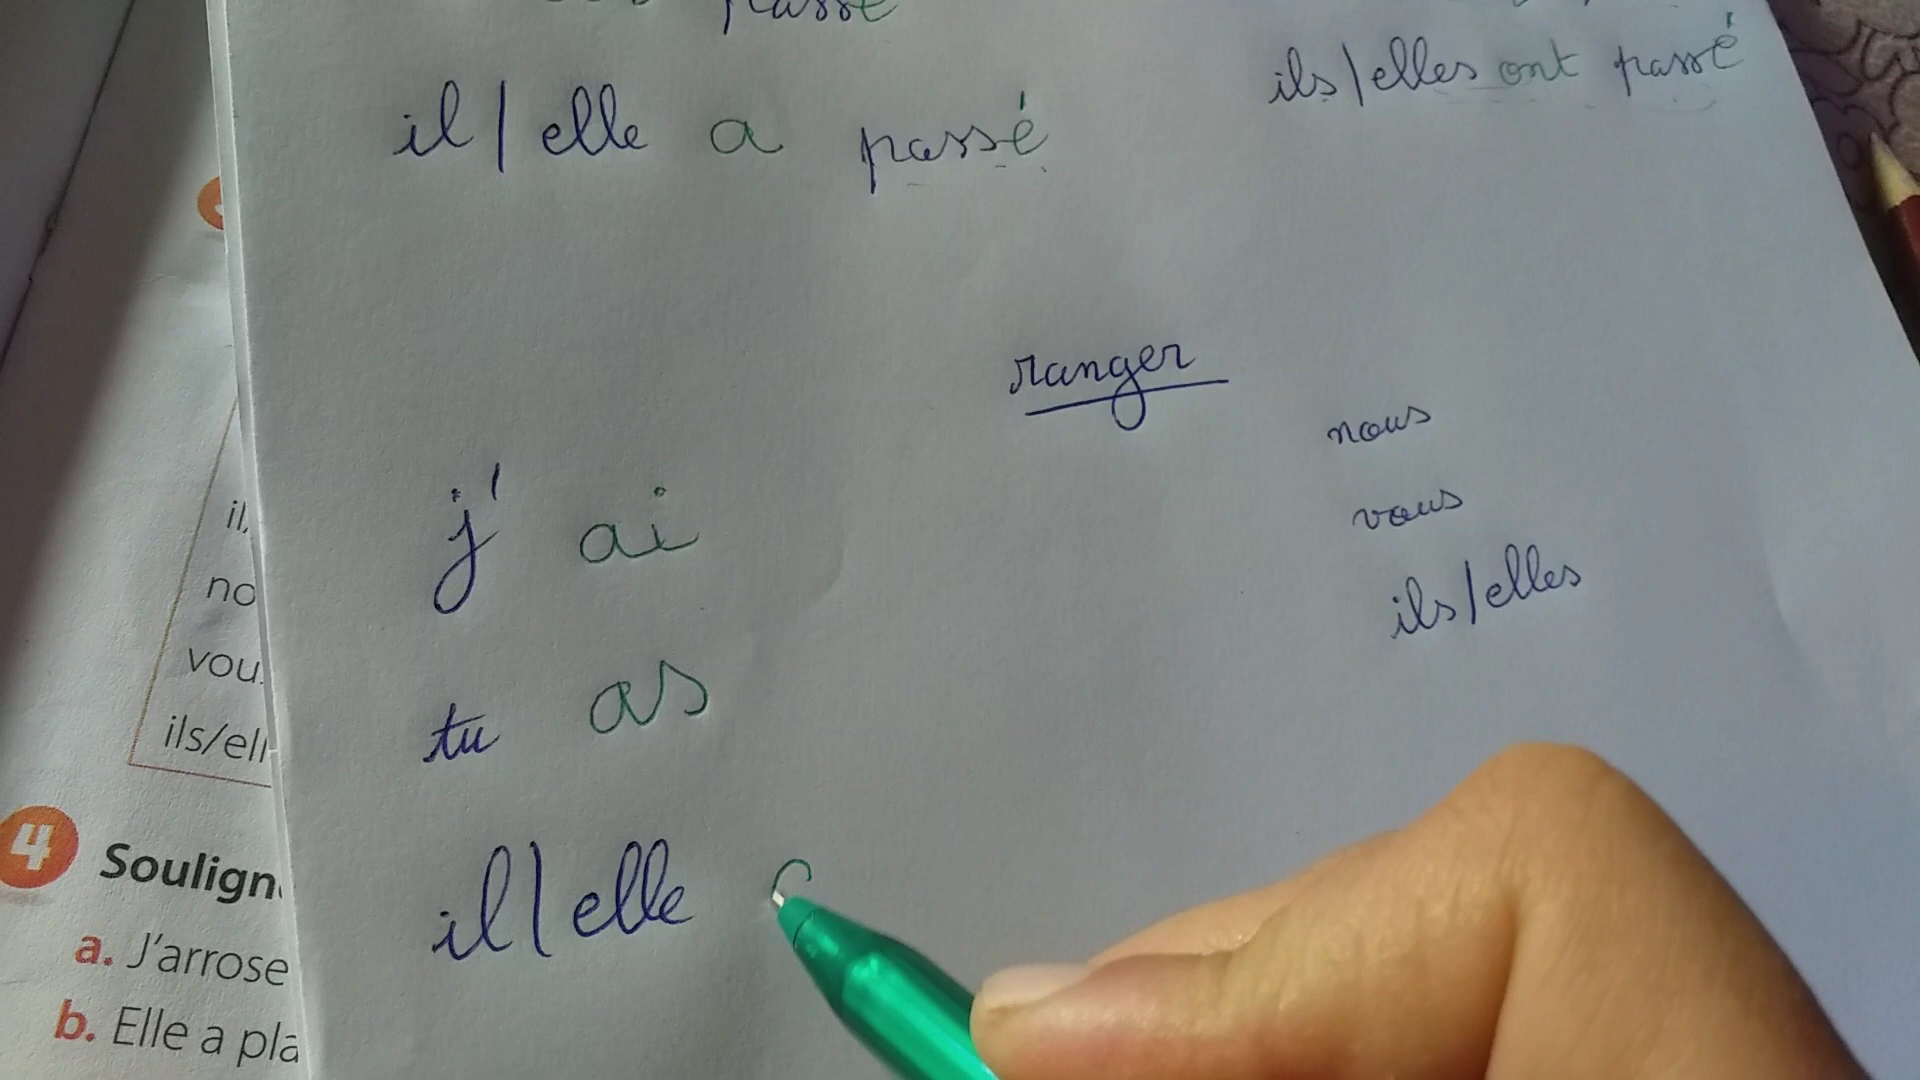 passé
ils/elles ont passé
il/elle a passé
ranger
nous
j'ai
vous
ils/elles
tu as
il/elle
il,
no
vou
ils/ell
4 Soulign
a. J'arrose
b. Elle a pla